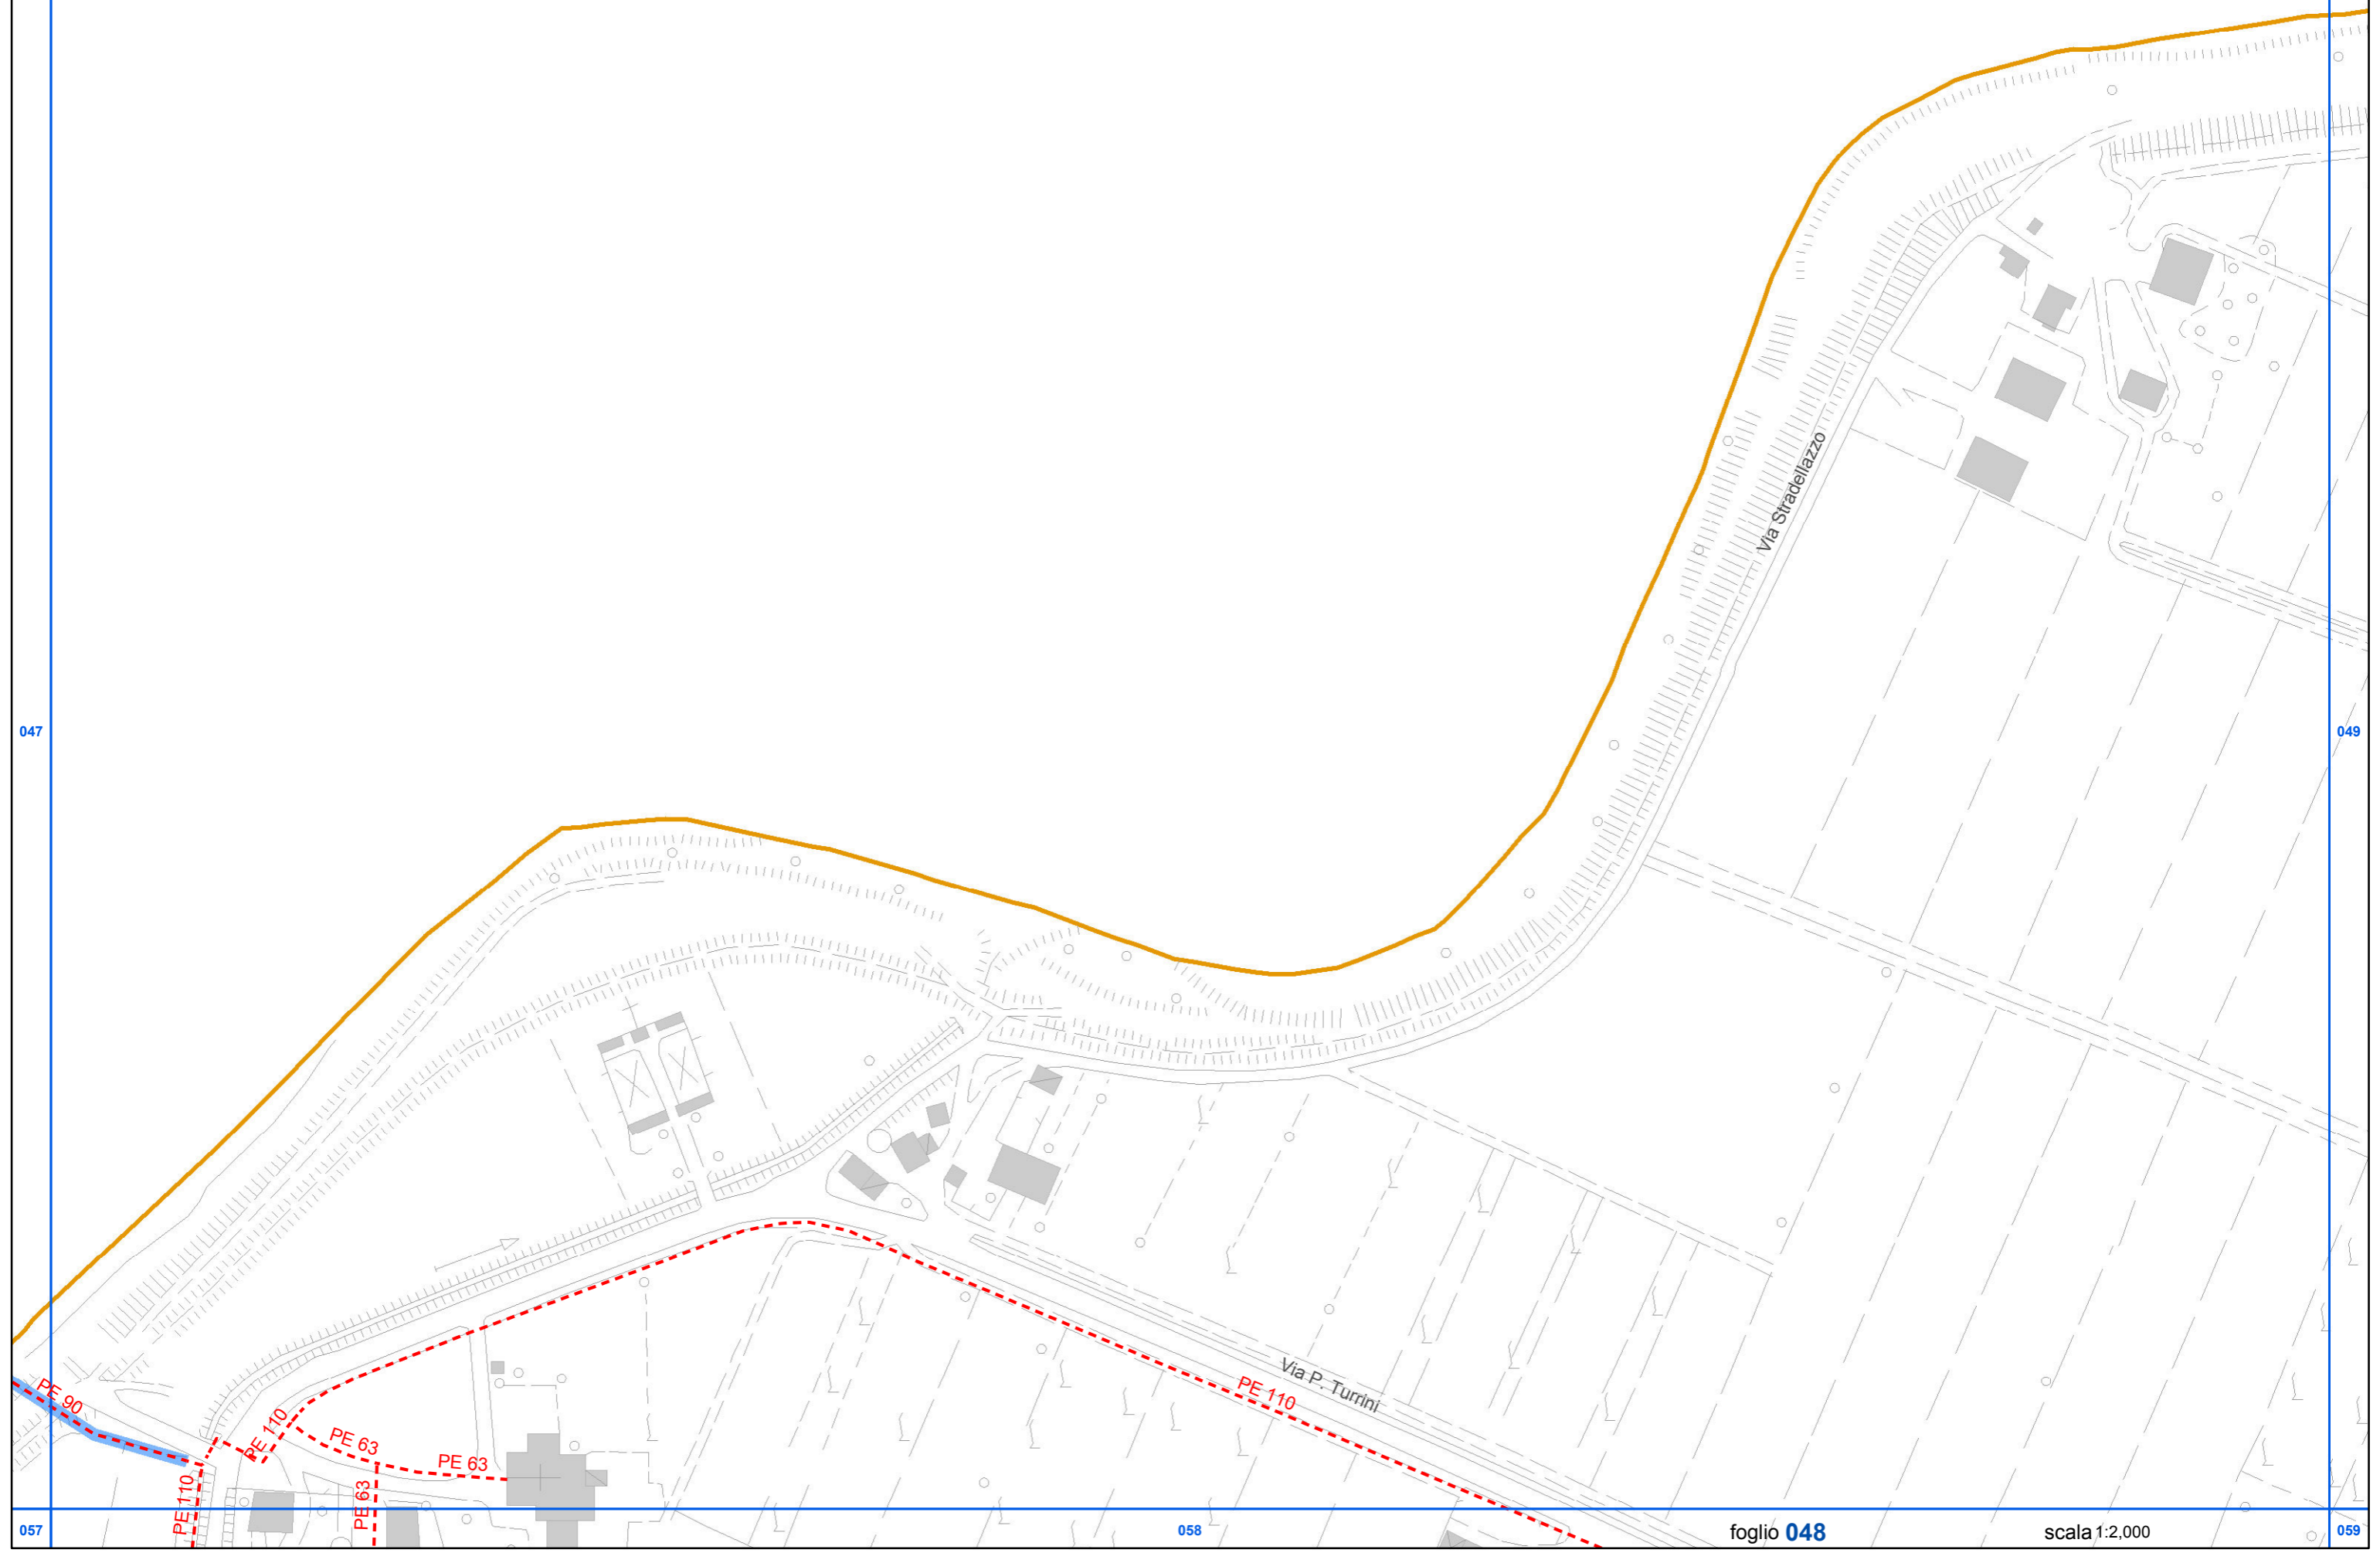 Via Stradellazzo
047
049
PE 90
PE 110
PE 63
PE 63
PE 110
PE 63
PE 110
Via P. Turrini
057
058
foglio 048
scala 1:2,000
059